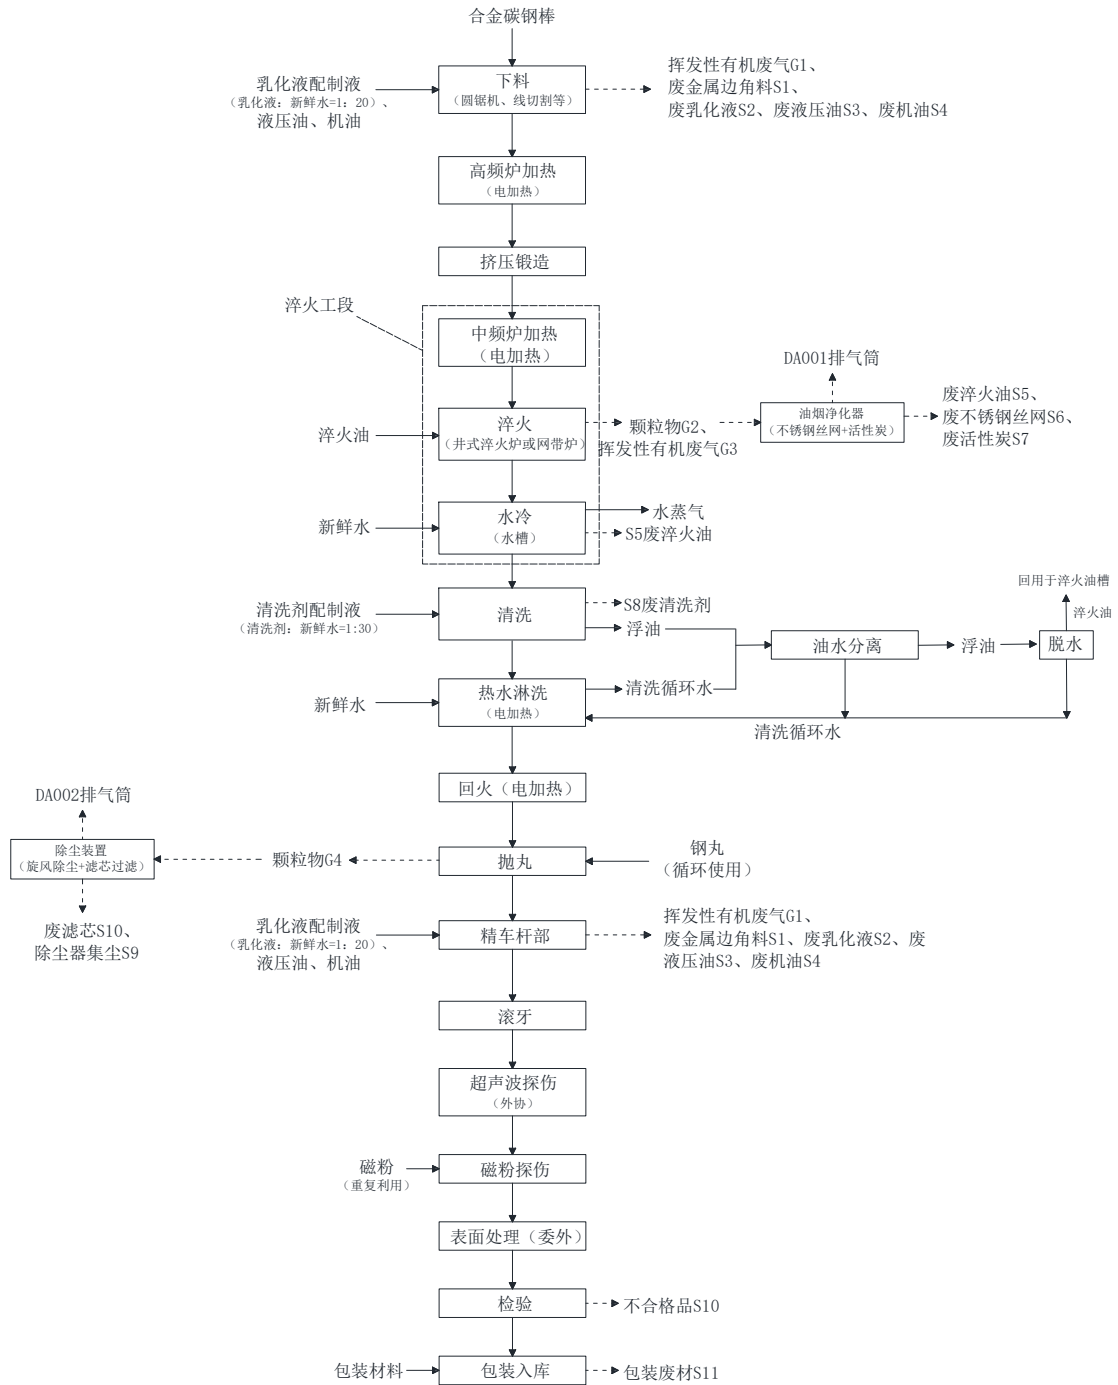 合金碳钢棒
乳化液配制液
（乳化液：新鲜水=1：20）、
液压油、机油
下料
（圆锯机、线切割等）
挥发性有机废气G1、
废金属边角料S1、
废乳化液S2、废液压油S3、废机油S4
高频炉加热
（电加热）
挤压锻造
淬火工段
中频炉加热
（电加热）
DA001排气筒
淬火油
淬火
（井式淬火炉或网带炉）
颗粒物G2、
挥发性有机废气G3
油烟净化器
（不锈钢丝网+活性炭）
废淬火油S5、
废不锈钢丝网S6、
废活性炭S7
新鲜水
水冷
（水槽）
水蒸气
S5废淬火油
清洗剂配制液
（清洗剂：新鲜水=1:30）
清洗
S8废清洗剂
浮油
油水分离
浮油
脱水
淬火油
回用于淬火油槽
新鲜水
热水淋洗
（电加热）
清洗循环水
清洗循环水
回火（电加热）
DA002排气筒
除尘装置
（旋风除尘+滤芯过滤）
颗粒物G4
抛丸
钢丸
（循环使用）
废滤芯S10、
除尘器集尘S9
乳化液配制液
（乳化液：新鲜水=1：20）、
液压油、机油
精车杆部
挥发性有机废气G1、
废金属边角料S1、废乳化液S2、废
液压油S3、废机油S4
滚牙
超声波探伤
（外协）
磁粉
（重复利用）
磁粉探伤
表面处理（委外）
检验
不合格品S10
包装材料
包装入库
包装废材S11